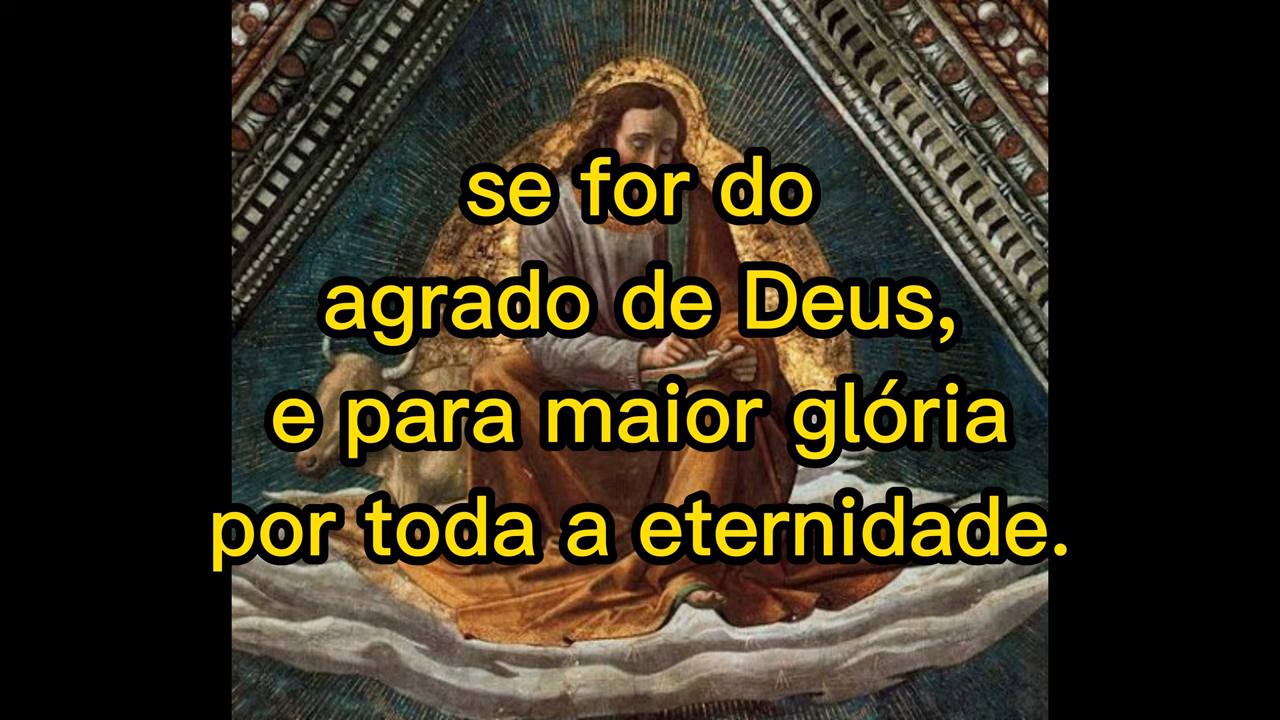 se for do
agrado de Deus,
e para maior glória
por toda a eternidade.